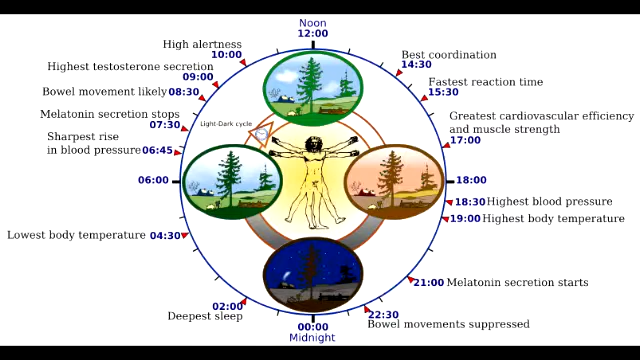 Noon
12:00
High alertness
10:00
Highest testosterone secretion
09:00
Bowel movement likely 08:30
Melatonin secretion stops
07:30
Sharpest rise
in blood pressure 06:45
06:00
Lowest body temperature 04:30
02:00
Deepest sleep
00:00
Midnight
Light-Dark cycle
Best coordination
14:30
Fastest reaction time
15:30
Greatest cardiovascular efficiency
and muscle strength
17:00
18:00
18:30 Highest blood pressure
19:00 Highest body temperature
21:00 Melatonin secretion starts
22:30
Bowel movements suppressed